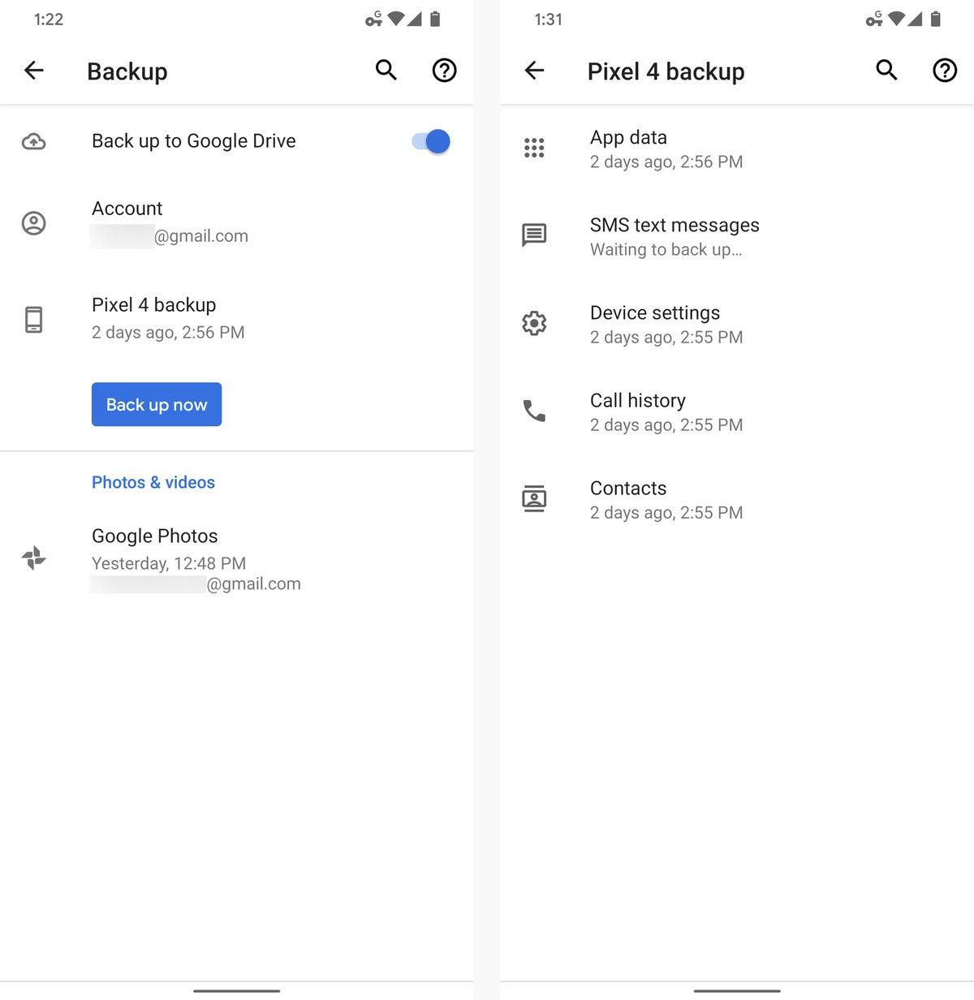 1:22
Backup
Back up to Google Drive
Account
@gmail.com
Pixel 4 backup
2 days ago, 2:56 PM
Back up now
Photos & videos
Google Photos
Yesterday, 12:48 PM
@gmail.com
1:31
Pixel 4 backup
App data
2 days ago, 2:56 PM
SMS text messages
Waiting to back up…
Device settings
2 days ago, 2:55 PM
Call history
2 days ago, 2:55 PM
Contacts
2 days ago, 2:55 PM